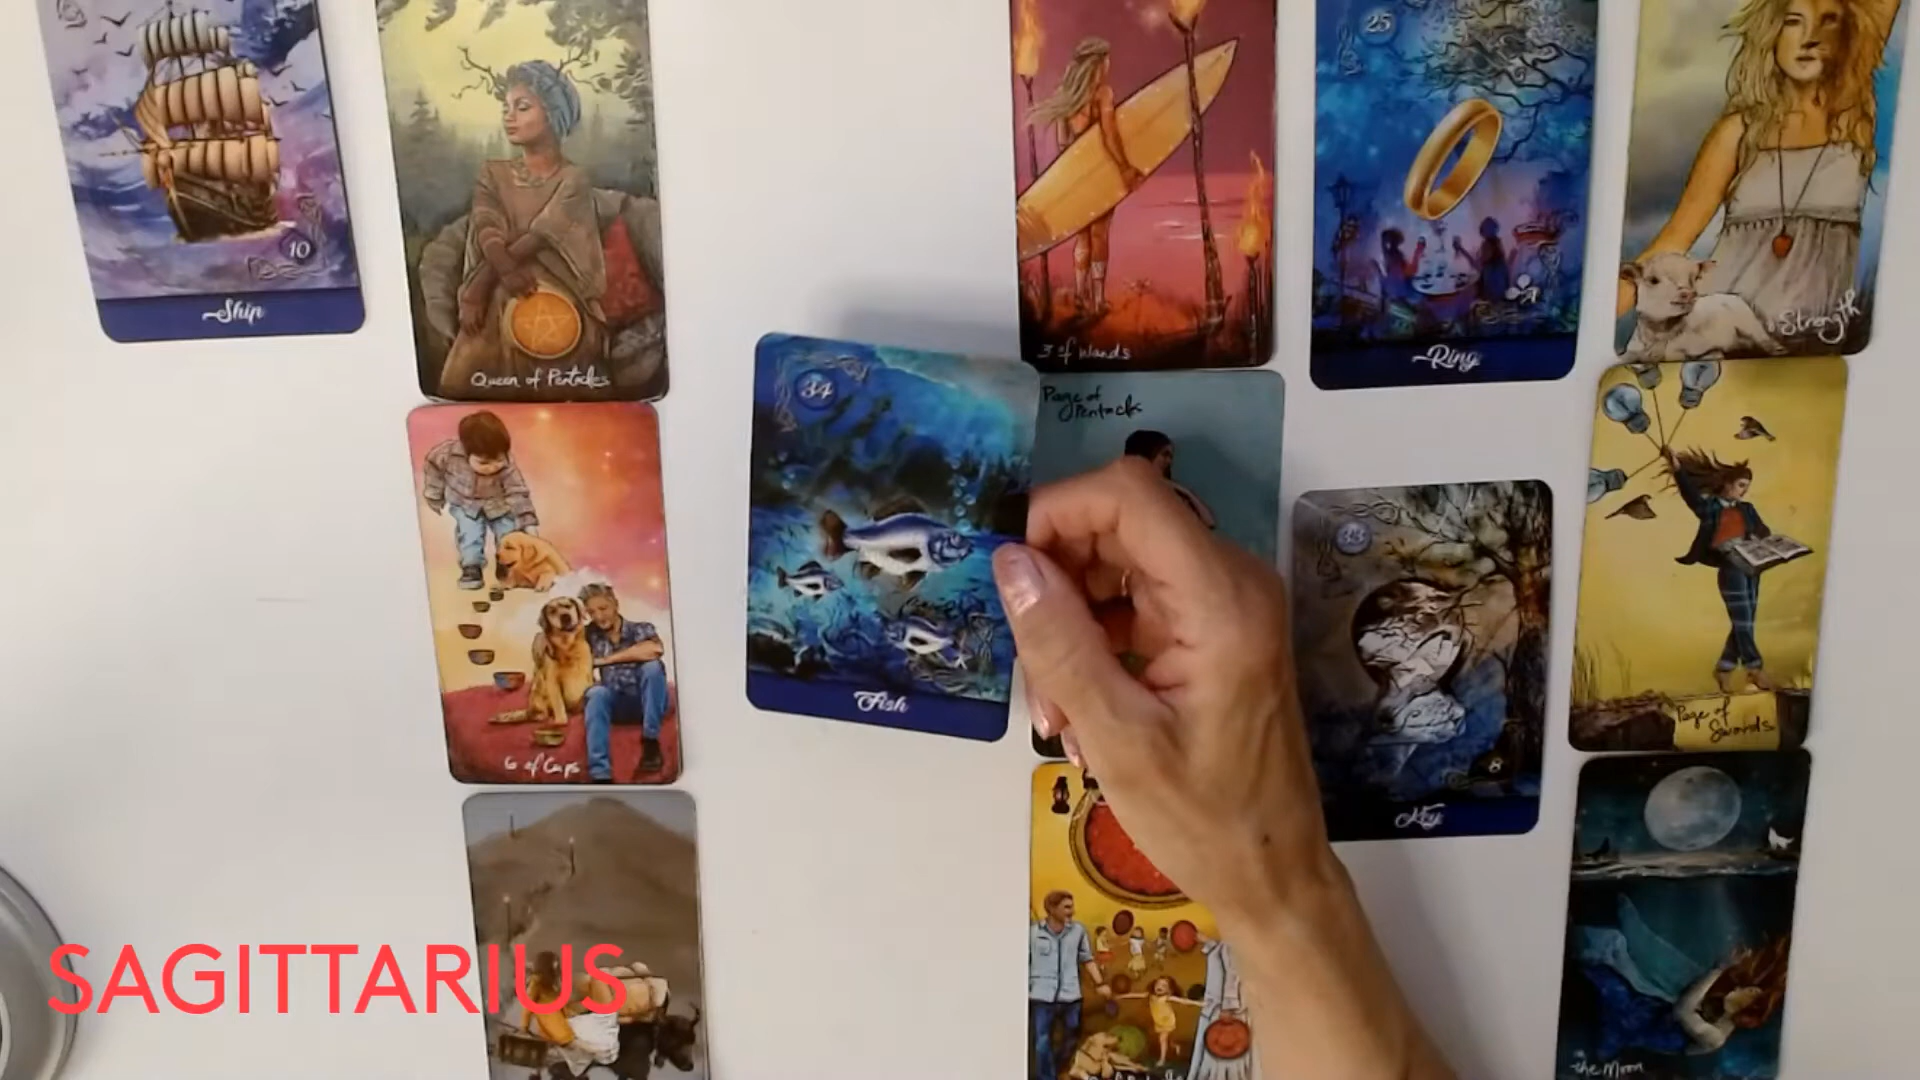 10
Ship
Queen of Pentacles
3 of Wands
25
Ring
Strength
34
Fish
Page of
Pentacls
6 of Cups
33
8
Key
Page of
Swords
the Moon
SAGITTARIUS